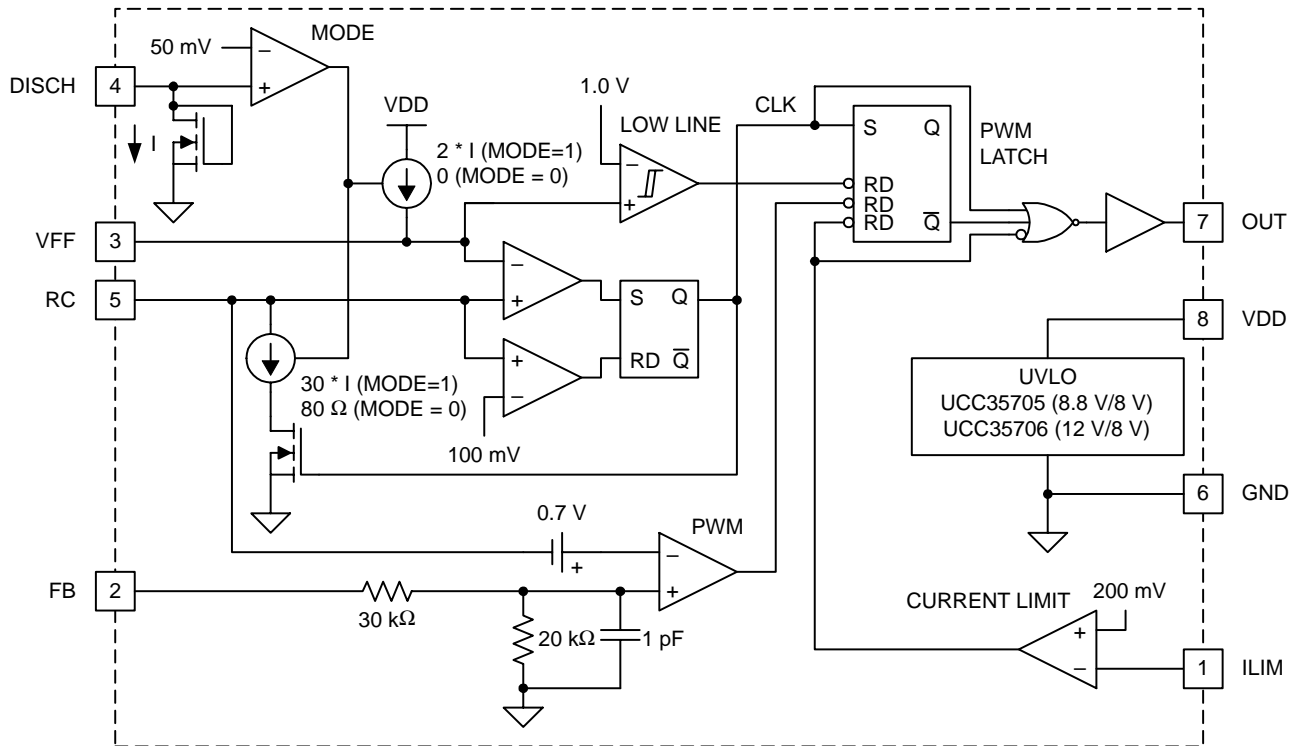 MODE
50 mV
−
+
DISCH
4
I
VDD
2 * I (MODE=1)
0 (MODE = 0)
1.0 V
LOW LINE
−
+
CLK
S
Q
RD
RD
RD
Q
PWM
LATCH
7
OUT
VFF
3
RC
5
−
+
S
Q
RD
Q
+
−
100 mV
30 * I (MODE=1)
80 Ω (MODE = 0)
8
VDD
UVLO
UCC35705 (8.8 V/8 V)
UCC35706 (12 V/8 V)
6
GND
0.7 V
+
PWM
−
+
FB
2
30 kΩ
20 kΩ
1 pF
CURRENT LIMIT
200 mV
+
−
1
ILIM